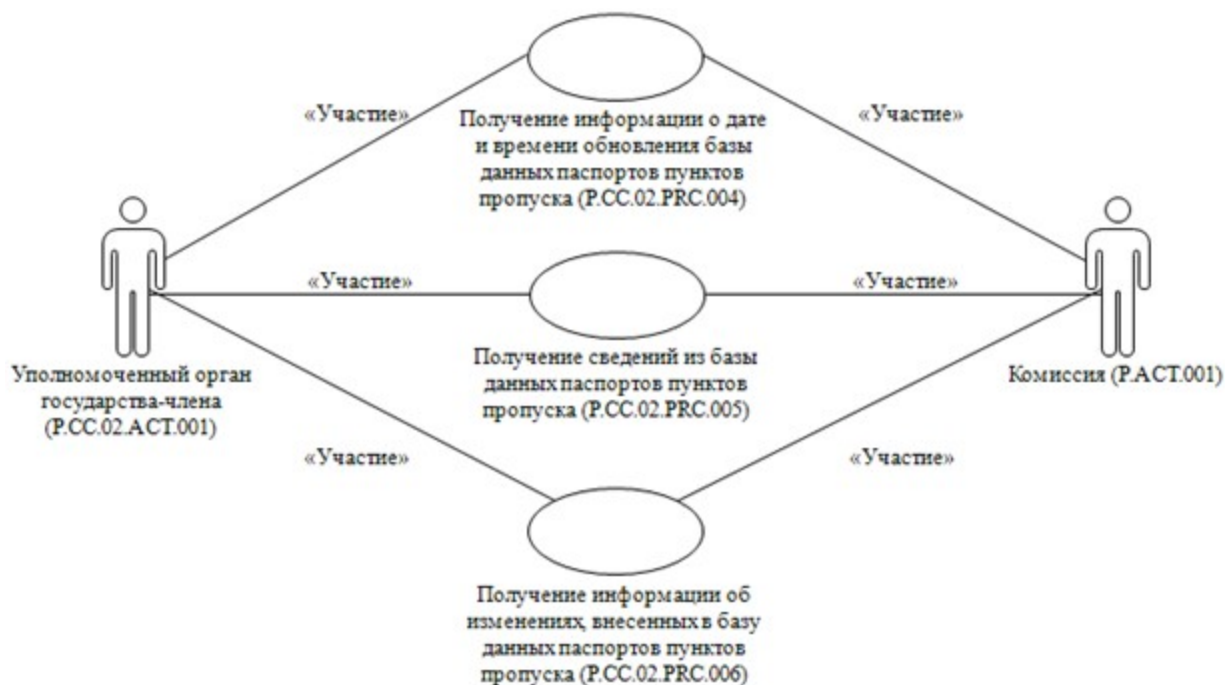 «Участие»
«Участие»
Получение информации о дате
и времени обновления базы
данных паспортов пунктов
пропуска (P.CC.02.PRC.004)
«Участие»
«Участие»
Получение сведений из базы
данных паспортов пунктов
пропуска (P.CC.02.PRC.005)
Уполномоченный орган
государства-члена
(P.CC.02.ACT.001)
Комиссия (P.ACT.001)
«Участие»
«Участие»
Получение информации об
изменениях, внесенных в базу
данных паспортов пунктов
пропуска (P.CC.02.PRC.006)